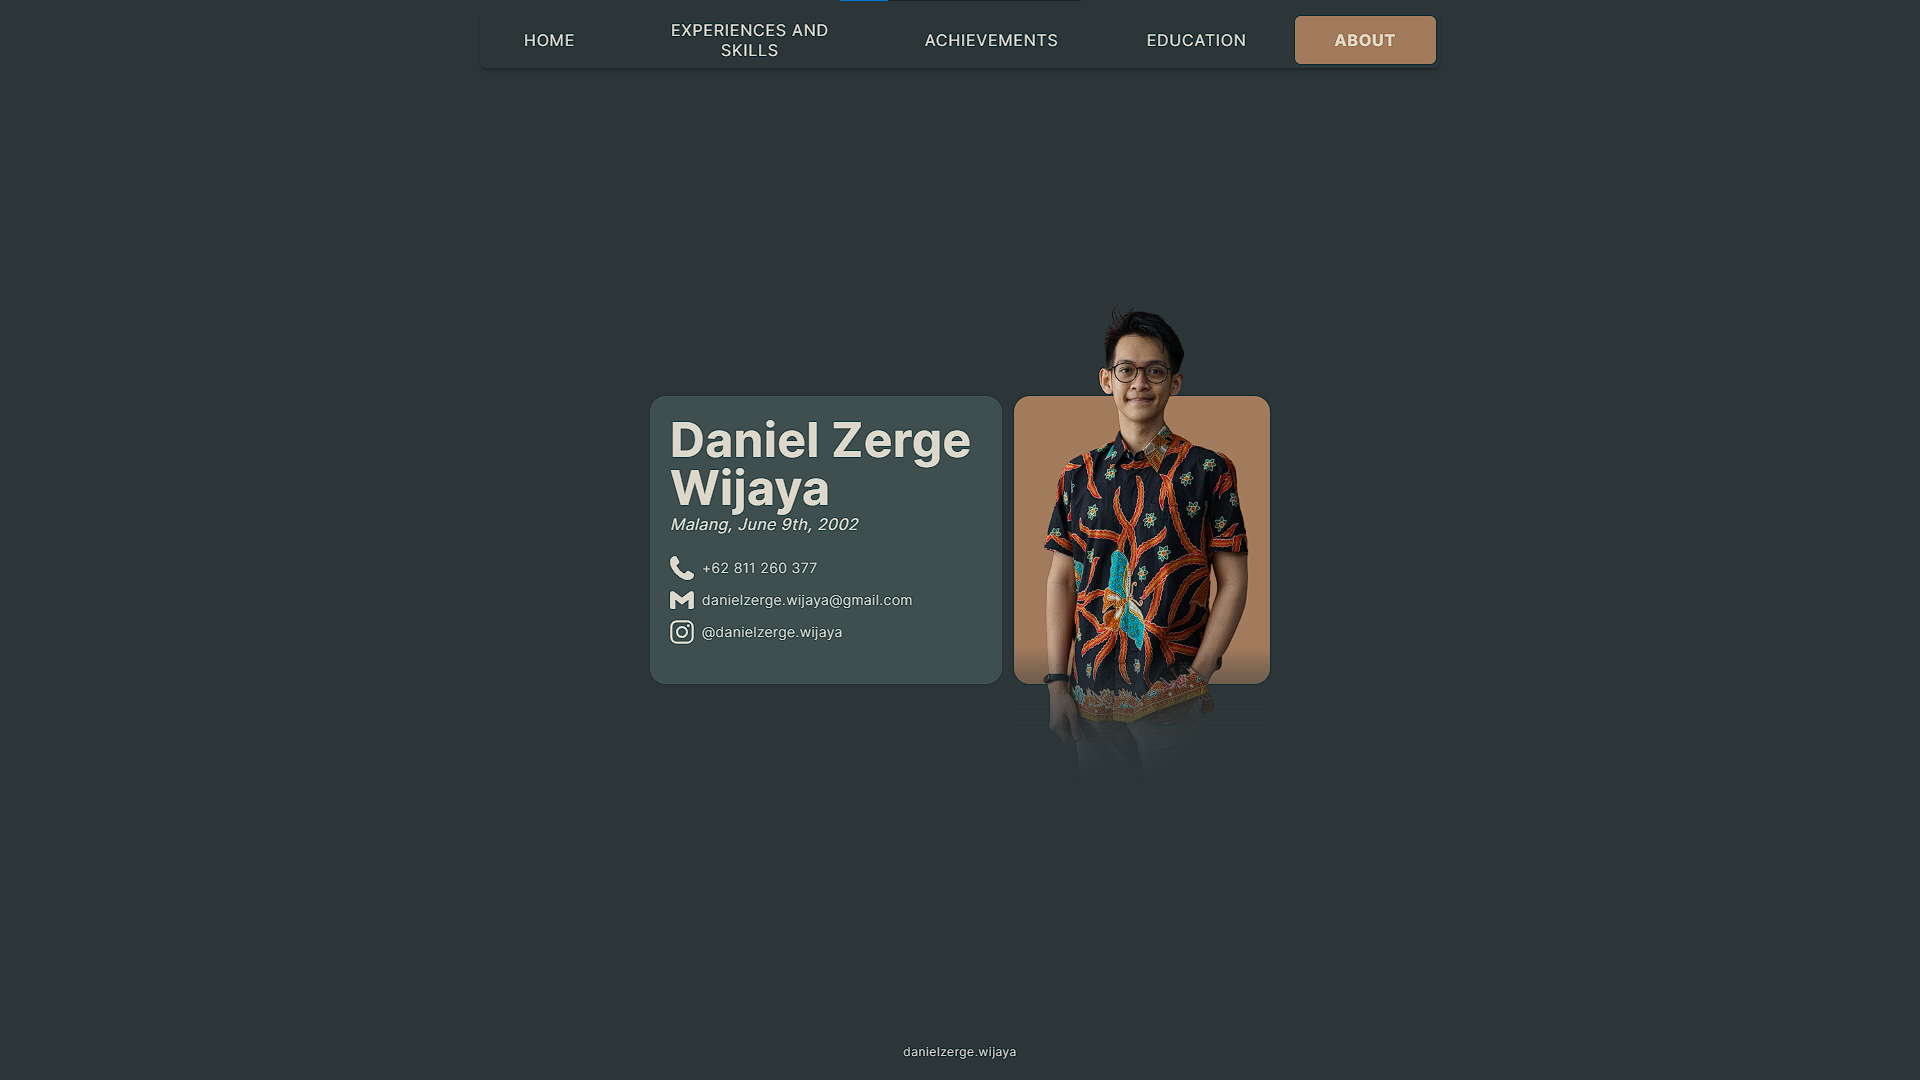 HOME
EXPERIENCES AND
SKILLS
ACHIEVEMENTS
EDUCATION
ABOUT
Daniel Zerge
Wijaya
Malang, June 9th, 2002
+62 811 260 377
danielzerge.wijaya@gmail.com
@danielzerge.wijaya
danielzerge.wijaya